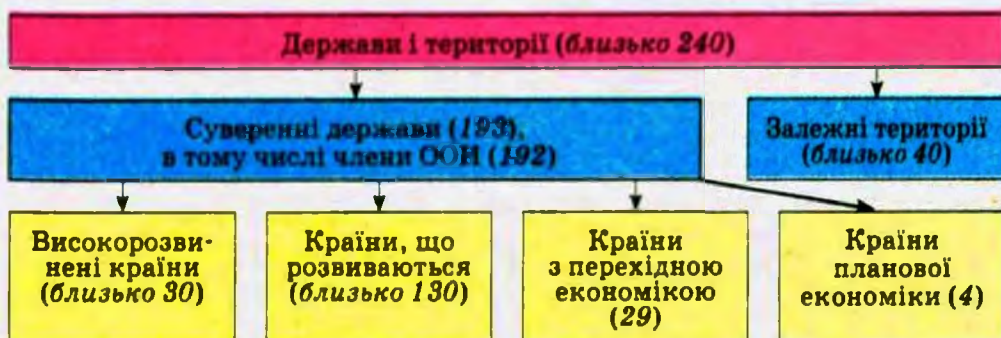 Держави і території (близько 240)
Суверенні держави (193),
в тому числі члени ООН (192)
Залежні території
(близько 40)
Високорозви-
нені країни
(близько 30)
Країни, що
розвиваються
(близько 130)
Країни
з перехідною
економікою
(29)
Країни
планової
економіки (4)